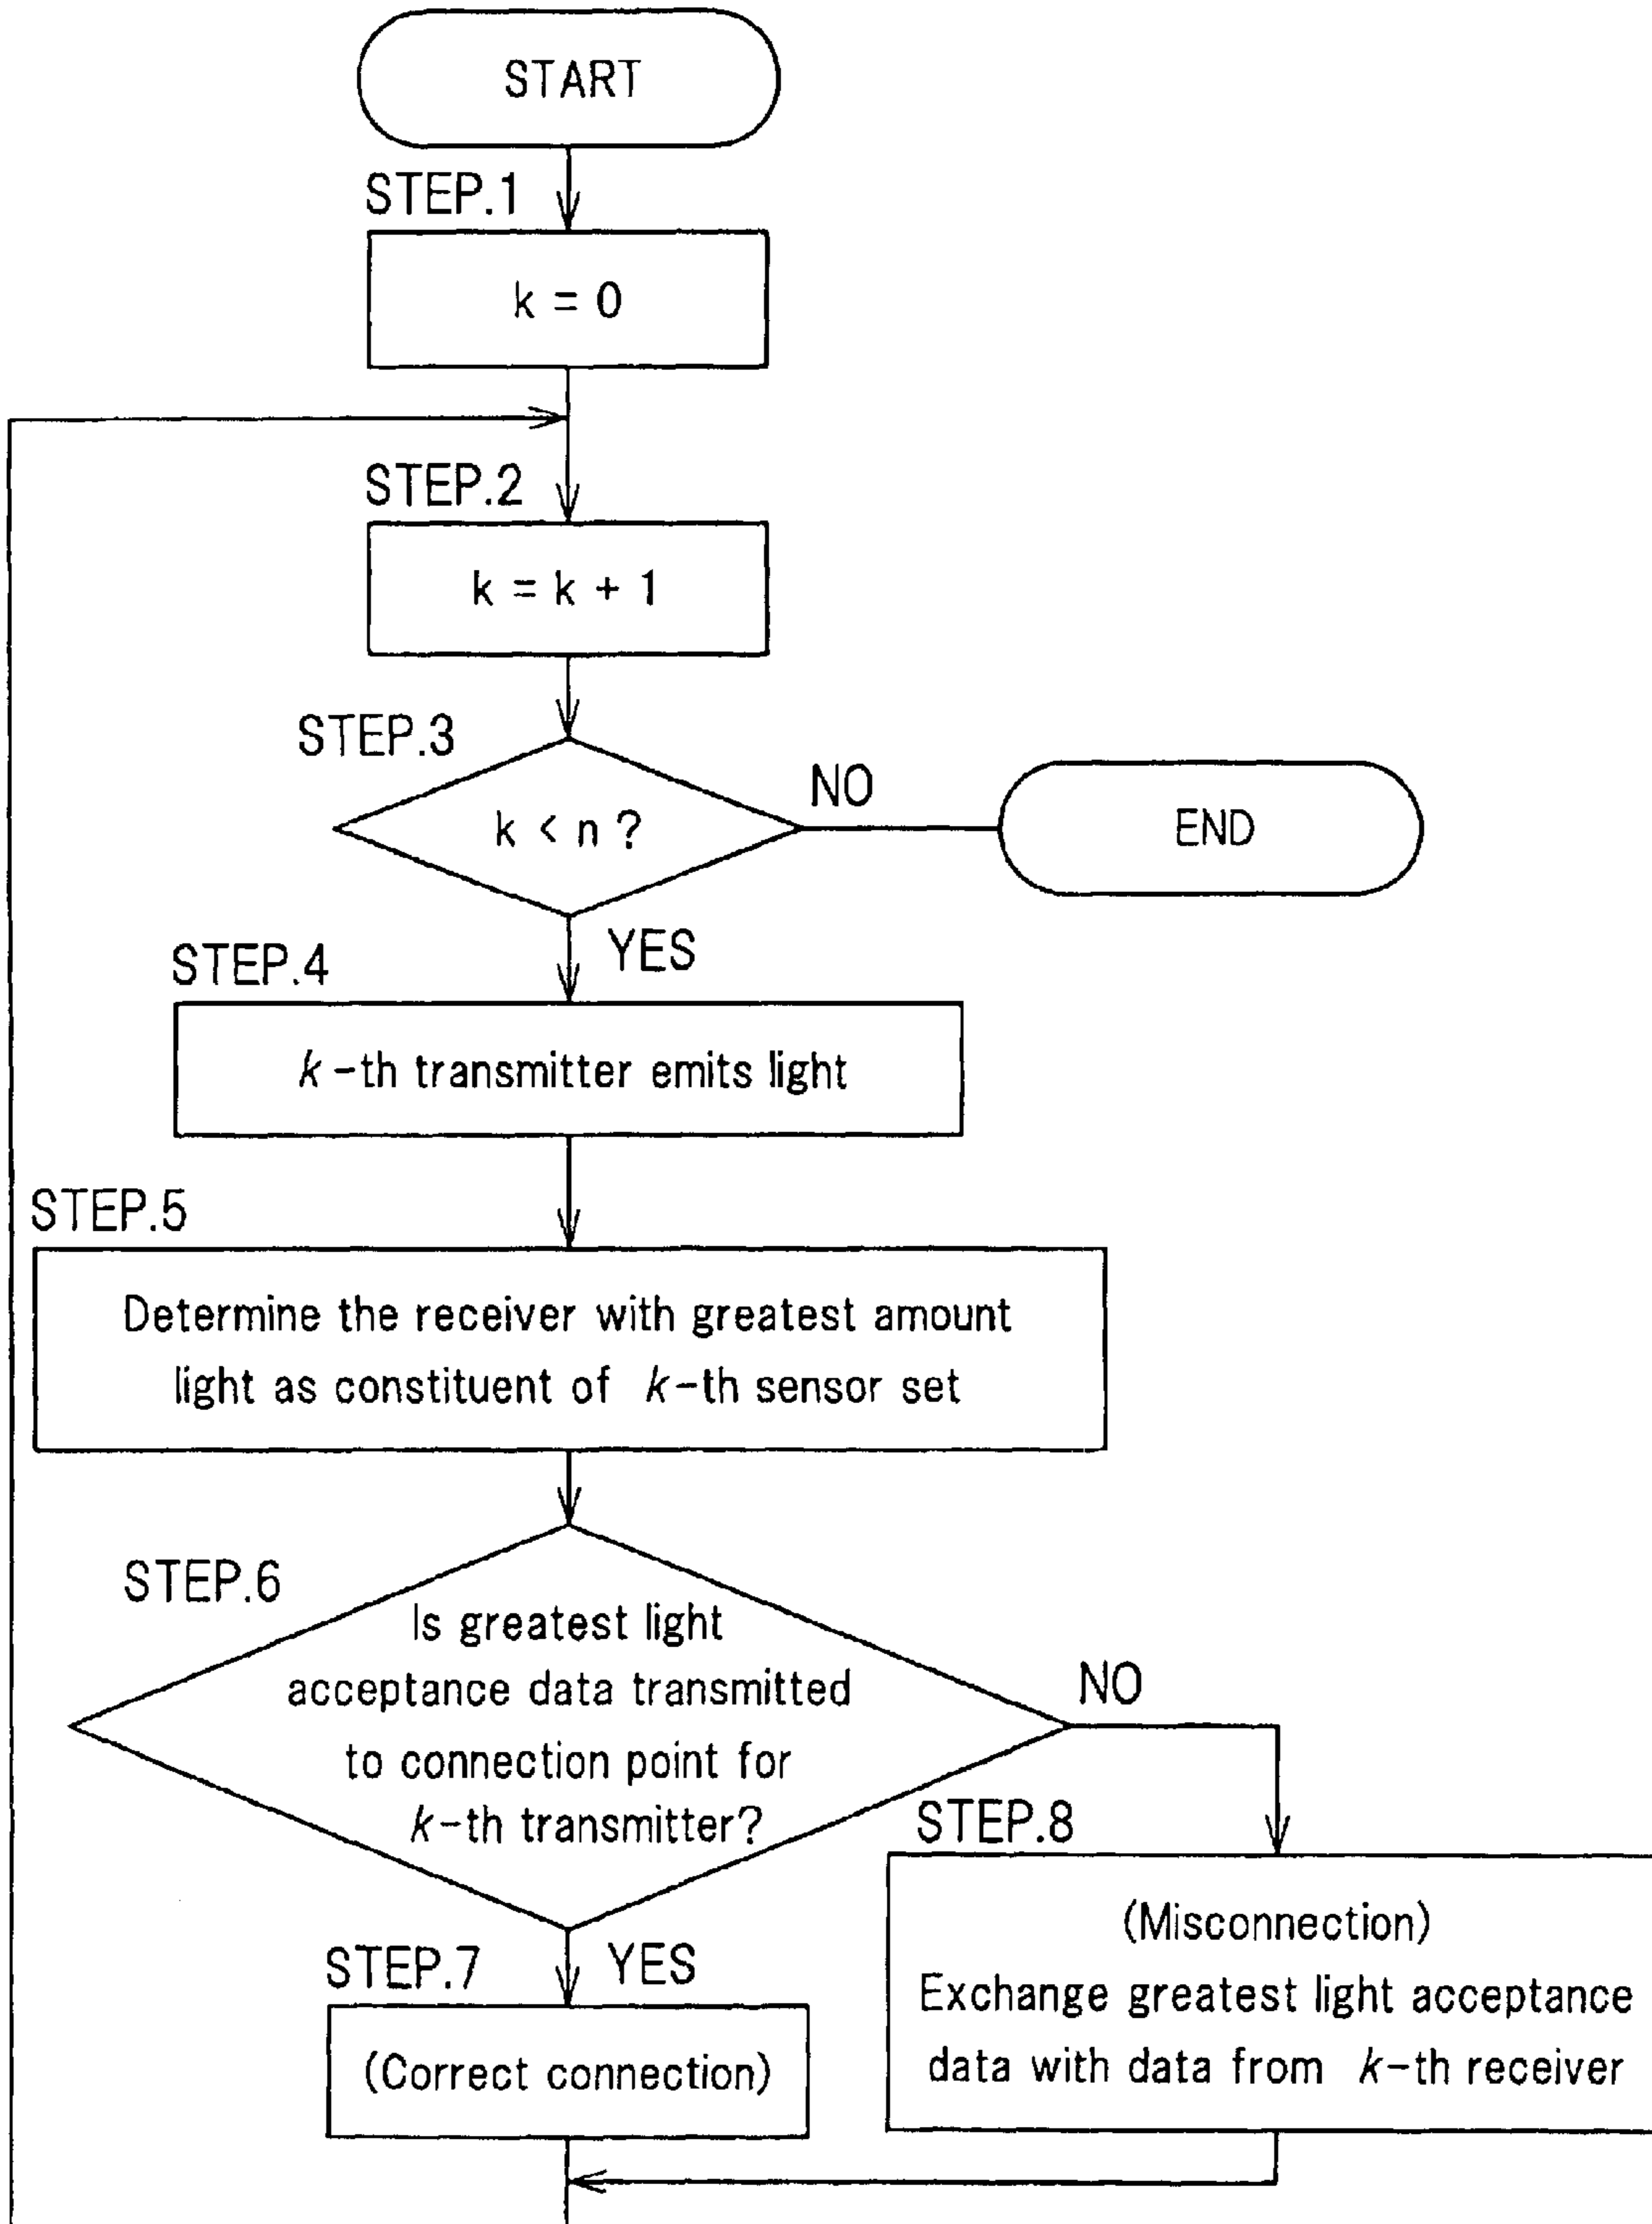 START
STEP.1
k = 0
STEP.2
k = k + 1
STEP.3
k < n ?
NO
END
YES
STEP.4
k-th transmitter emits light
STEP.5
Determine the receiver with greatest amount
light as constituent of k-th sensor set
STEP.6
Is greatest light
acceptance data transmitted
to connection point for
k-th transmitter?
NO
STEP.8
(Misconnection)
Exchange greatest light acceptance
data with data from k-th receiver
STEP.7
YES
(Correct connection)